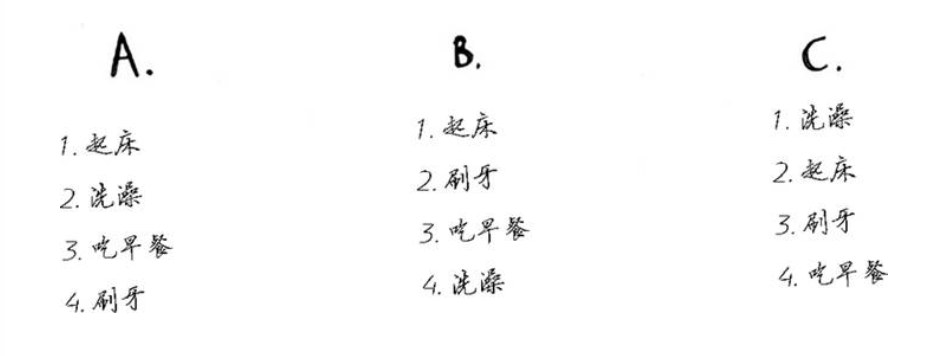 A.
1. 起床
2. 洗澡
3. 吃早餐
4. 刷牙
B.
1. 起床
2. 刷牙
3. 吃早餐
4. 洗澡
C.
1. 洗澡
2. 起床
3. 刷牙
4. 吃早餐